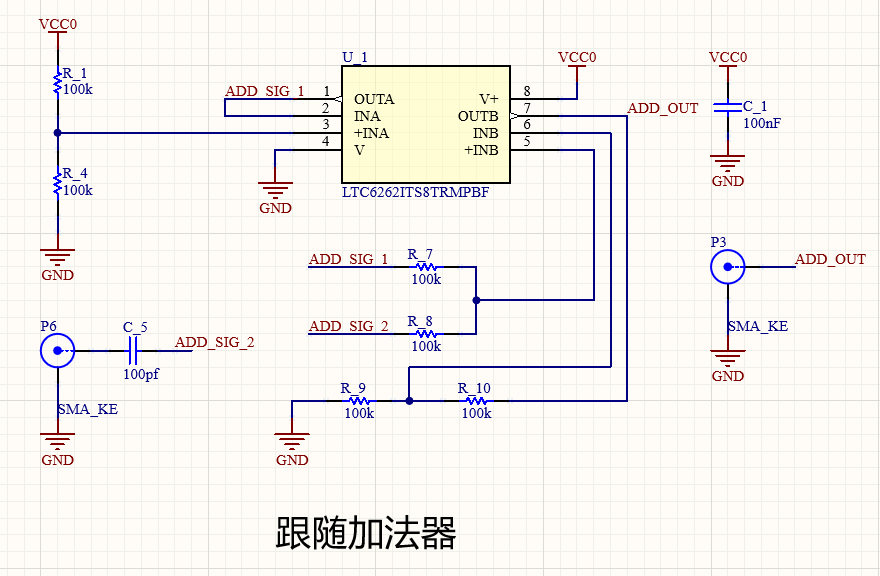 VCC0
R_1
100k
R_4
100k
GND
U_1
ADD_SIG_1
1
2
3
4
OUTA
INA
+INA
V
V+
OUTB
INB
+INB
8
7
6
5
LTC6262ITS8TRMPBF
GND
VCC0
ADD_OUT
VCC0
C_1
100nF
GND
ADD_SIG_1
R_7
100k
ADD_SIG_2
R_8
100k
P3
ADD_OUT
SMA_KE
GND
P6
C_5
ADD_SIG_2
100pf
SMA_KE
GND
R_9
100k
R_10
100k
GND
跟随加法器